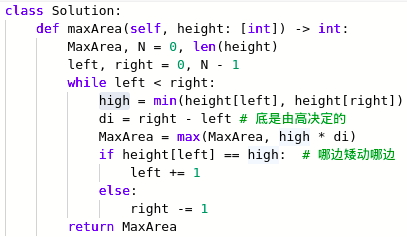 class Solution:
    def maxArea(self, height: [int]) -> int:
        MaxArea, N = 0, len(height)
        left, right = 0, N - 1
        while left < right:
            high = min(height[left], height[right])
            di = right - left # 底是由高决定的
            MaxArea = max(MaxArea, high * di)
            if height[left] == high:  # 哪边矮动哪边
                left += 1
            else:
                right -= 1
        return MaxArea